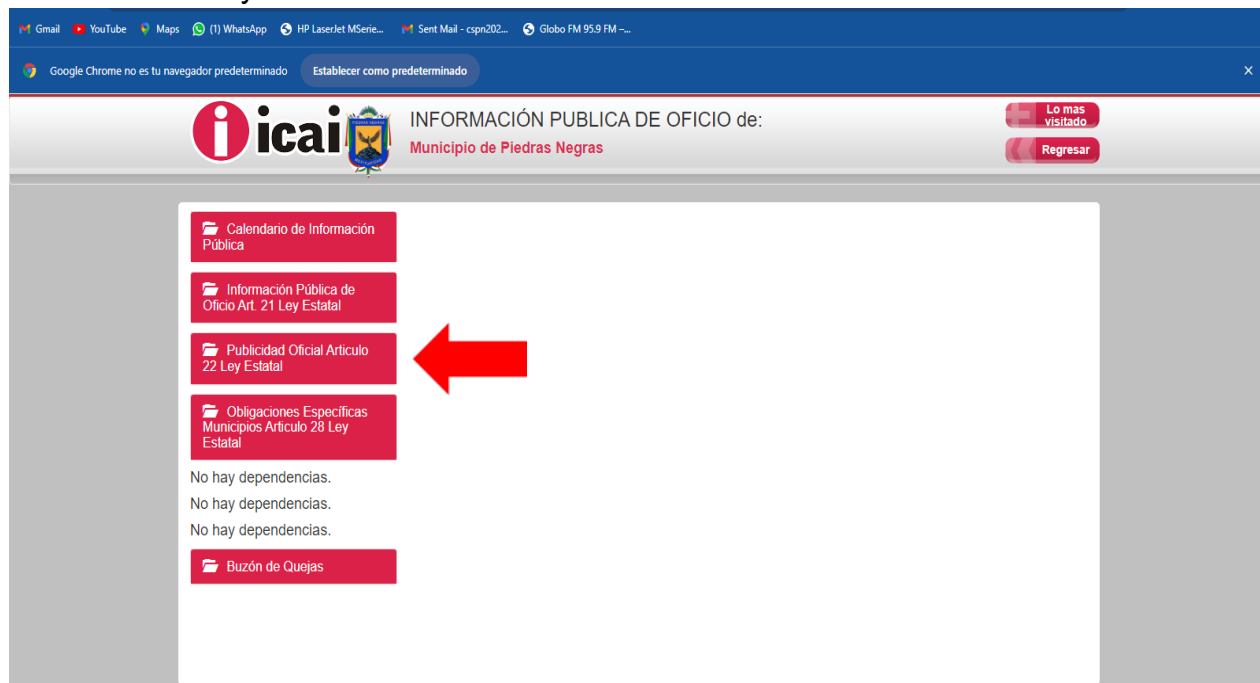 Gmail YouTube Maps (1) WhatsApp HP LaserJet MSerie... Sent Mail - cspn202... Globo FM 95.9 FM –...
Google Chrome no es tu navegador predeterminado Establecer como predeterminado
icai
INFORMACIÓN PUBLICA DE OFICIO de:
Municipio de Piedras Negras
Lo mas
visitado
Regresar
Calendario de Información
Pública
Información Pública de
Oficio Art. 21 Ley Estatal
Publicidad Oficial Articulo
22 Ley Estatal
Obligaciones Específicas
Municipios Articulo 28 Ley
Estatal
No hay dependencias.
No hay dependencias.
No hay dependencias.
Buzón de Quejas